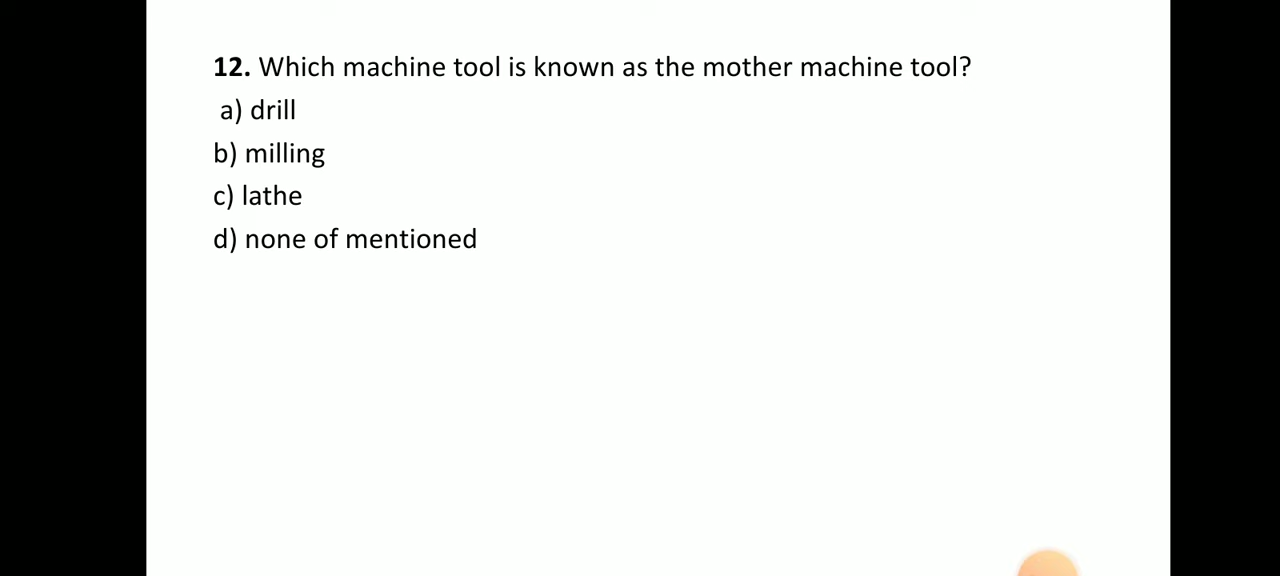 12. Which machine tool is known as the mother machine tool?
a) drill
b) milling
c) lathe
d) none of mentioned